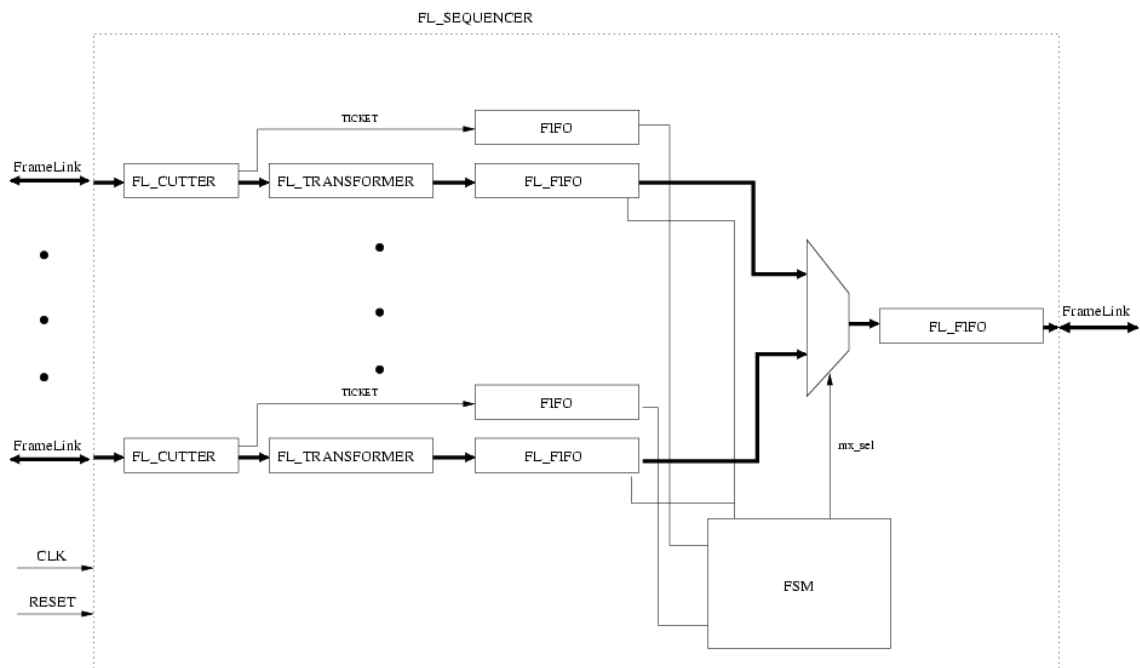 FL_SEQUENCER
TICKET
FIFO
FrameLink
FL_CUTTER
FL_TRANSFORMER
FL_FIFO
FL_FIFO
FrameLink
TICKET
FIFO
FrameLink
FL_CUTTER
FL_TRANSFORMER
FL_FIFO
mx_sel
CLK
RESET
FSM